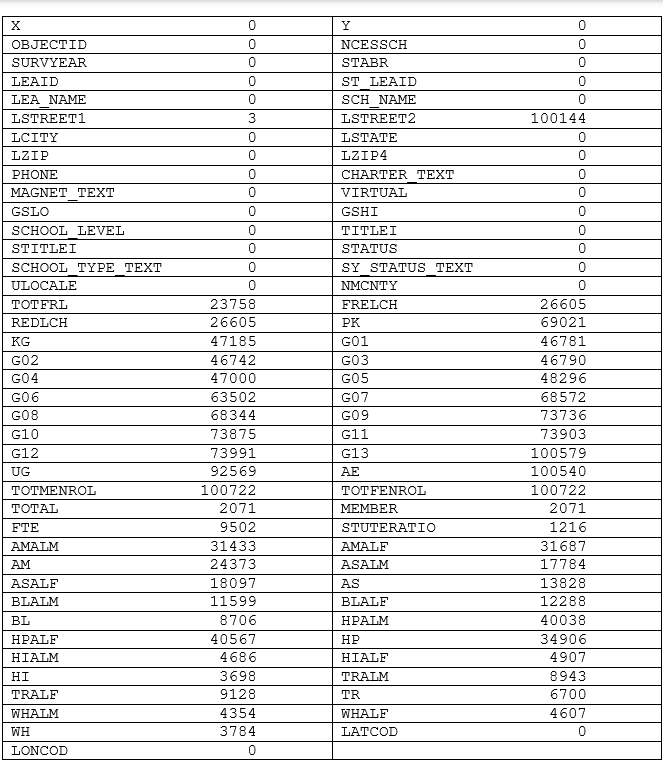 X 0 Y 0
OBJECTID 0 NCESSCH 0
SURVYEAR 0 STABR 0
LEAID 0 ST_LEAID 0
LEA_NAME 0 SCH_NAME 0
LSTREET1 3 LSTREET2 100144
LCITY 0 LSTATE 0
LZIP 0 LZIP4 0
PHONE 0 CHARTER_TEXT 0
MAGNET_TEXT 0 VIRTUAL 0
GSLO 0 GSHI 0
SCHOOL_LEVEL 0 TITLEI 0
STITLEI 0 STATUS 0
SCHOOL_TYPE_TEXT 0 SY_STATUS_TEXT 0
ULOCALE 0 NMCNTY 0
TOTFRL 23758 FRELCH 26605
REDLCH 26605 PK 69021
KG 47185 G01 46781
G02 46742 G03 46790
G04 47000 G05 48296
G06 63502 G07 68572
G08 68344 G09 73736
G10 73875 G11 73903
G12 73991 G13 100579
UG 92569 AE 100540
TOTMENROL 100722 TOTFENROL 100722
TOTAL 2071 MEMBER 2071
FTE 9502 STUTERATIO 1216
AMALM 31433 AMALF 31687
AM 24373 ASALM 17784
ASALF 18097 AS 13828
BLALM 11599 BLALF 12288
BL 8706 HPALM 40038
HPALF 40567 HP 34906
HIALM 4686 HIALF 4907
HI 3698 TRALM 8943
TRALF 9128 TR 6700
WHALM 4354 WHALF 4607
WH 3784 LATCOD 0
LONCOD 0